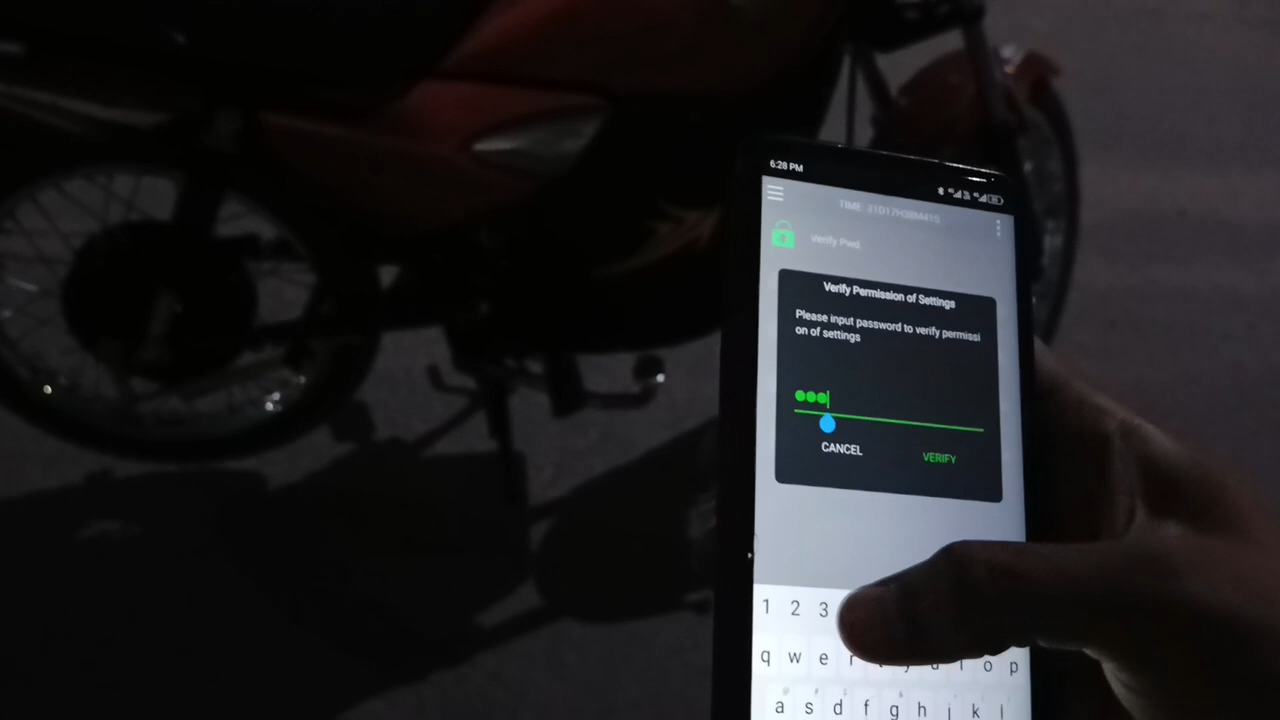 6:28 PM
TIME: 31D17H38M41S
Verify Pwd.
Verify Permission of Settings
Please input password to verify permissi
on of settings
CANCEL VERIFY
1 2 3
q w e r t y u i o p
a s d f g h j k l